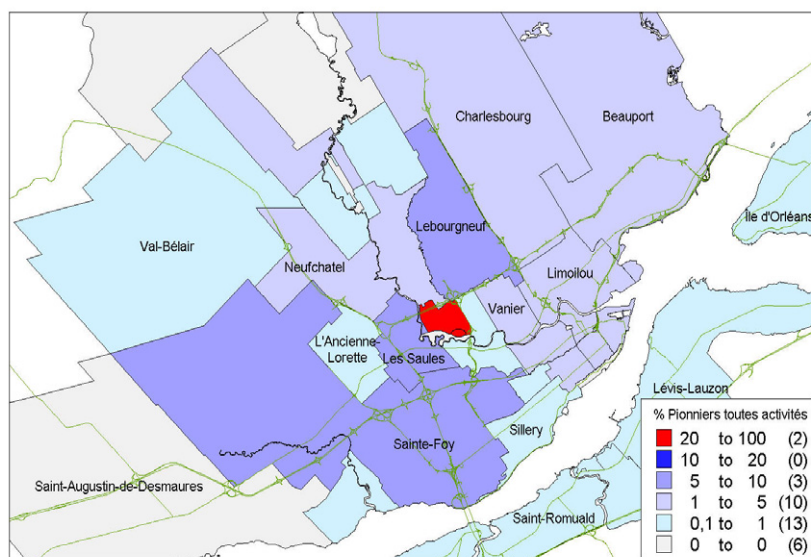 Charlesbourg
Beauport
Île d'Orléans
Lebourgneuf
Val-Bélair
Neufchatel
Limoilou
Vanier
L'Ancienne-
Lorette
Les Saules
Lévis-Lauzon
Sillery
Sainte-Foy
Saint-Augustin-de-Desmaures
Saint-Romuald
% Pionniers toutes activités
20 to 100 (2)
10 to 20 (0)
5 to 10 (3)
1 to 5 (10)
0,1 to 1 (13)
0 to 0 (6)